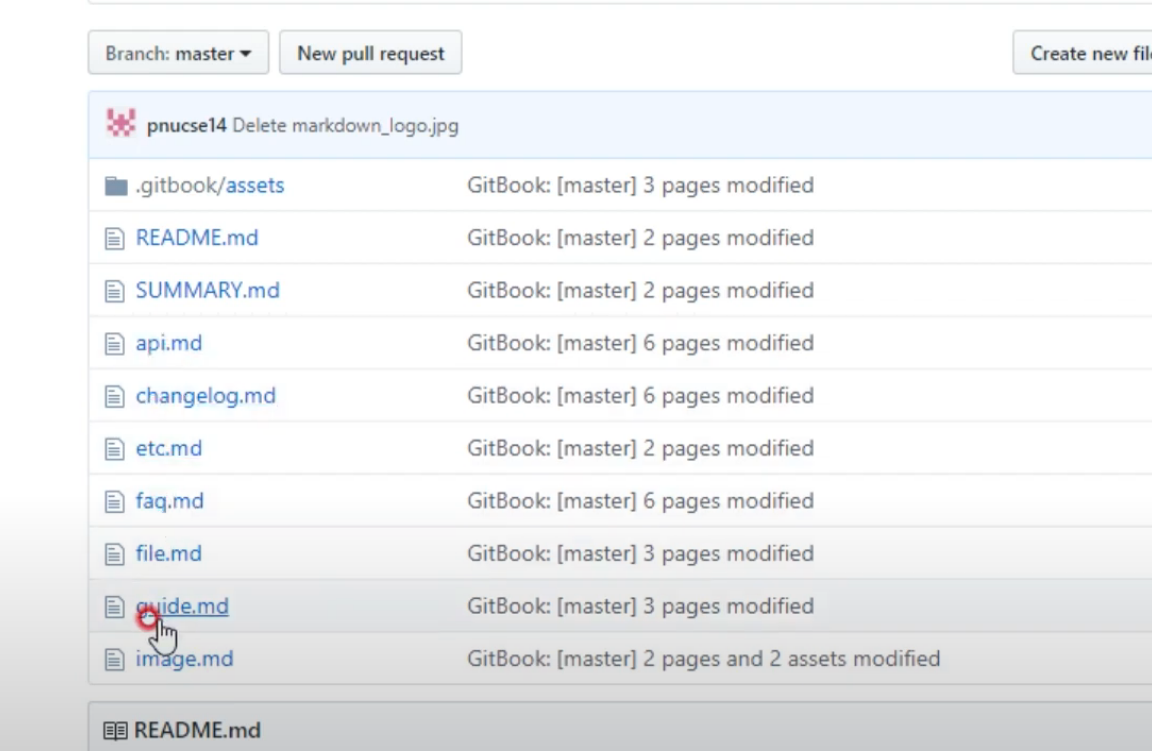 Branch: master New pull request Create new file
pnucse14 Delete markdown_logo.jpg
.gitbook/assets GitBook: [master] 3 pages modified
README.md GitBook: [master] 2 pages modified
SUMMARY.md GitBook: [master] 2 pages modified
api.md GitBook: [master] 6 pages modified
changelog.md GitBook: [master] 6 pages modified
etc.md GitBook: [master] 2 pages modified
faq.md GitBook: [master] 6 pages modified
file.md GitBook: [master] 3 pages modified
guide.md GitBook: [master] 3 pages modified
image.md GitBook: [master] 2 pages and 2 assets modified
README.md